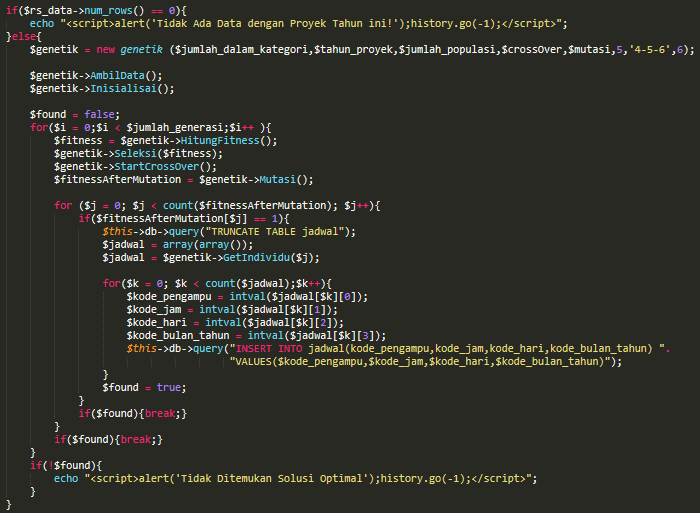 if($rs_data->num_rows() == 0){
echo "<script>alert('Tidak Ada Data dengan Proyek Tahun ini!');history.go(-1);</script>";
}else{
$genetik = new genetik ($jumlah_dalam_kategori,$tahun_proyek,$jumlah_populasi,$crossOver,$mutasi,5,'4-5-6',6);
$genetik->AmbilData();
$genetik->Inisialisai();
$found = false;
for($i = 0;$i < $jumlah_generasi;$i++ ){
$fitness = $genetik->HitungFitness();
$genetik->Seleksi($fitness);
$genetik->StartCrossOver();
$fitnessAfterMutation = $genetik->Mutasi();
for ($j = 0; $j < count($fitnessAfterMutation); $j++){
if($fitnessAfterMutation[$j] == 1){
$this->db->query("TRUNCATE TABLE jadwal");
$jadwal = array(array());
$jadwal = $genetik->GetIndividu($j);
for($k = 0; $k < count($jadwal);$k++){
$kode_pengampu = intval($jadwal[$k][0]);
$kode_jam = intval($jadwal[$k][1]);
$kode_hari = intval($jadwal[$k][2]);
$kode_bulan_tahun = intval($jadwal[$k][3]);
$this->db->query("INSERT INTO jadwal(kode_pengampu,kode_jam,kode_hari,kode_bulan_tahun) ".
"VALUES($kode_pengampu,$kode_jam,$kode_hari,$kode_bulan_tahun)");
}
$found = true;
}
if($found){break;}
}
if($found){break;}
}
if(!$found){
echo "<script>alert('Tidak Ditemukan Solusi Optimal');history.go(-1);</script>";
}
}